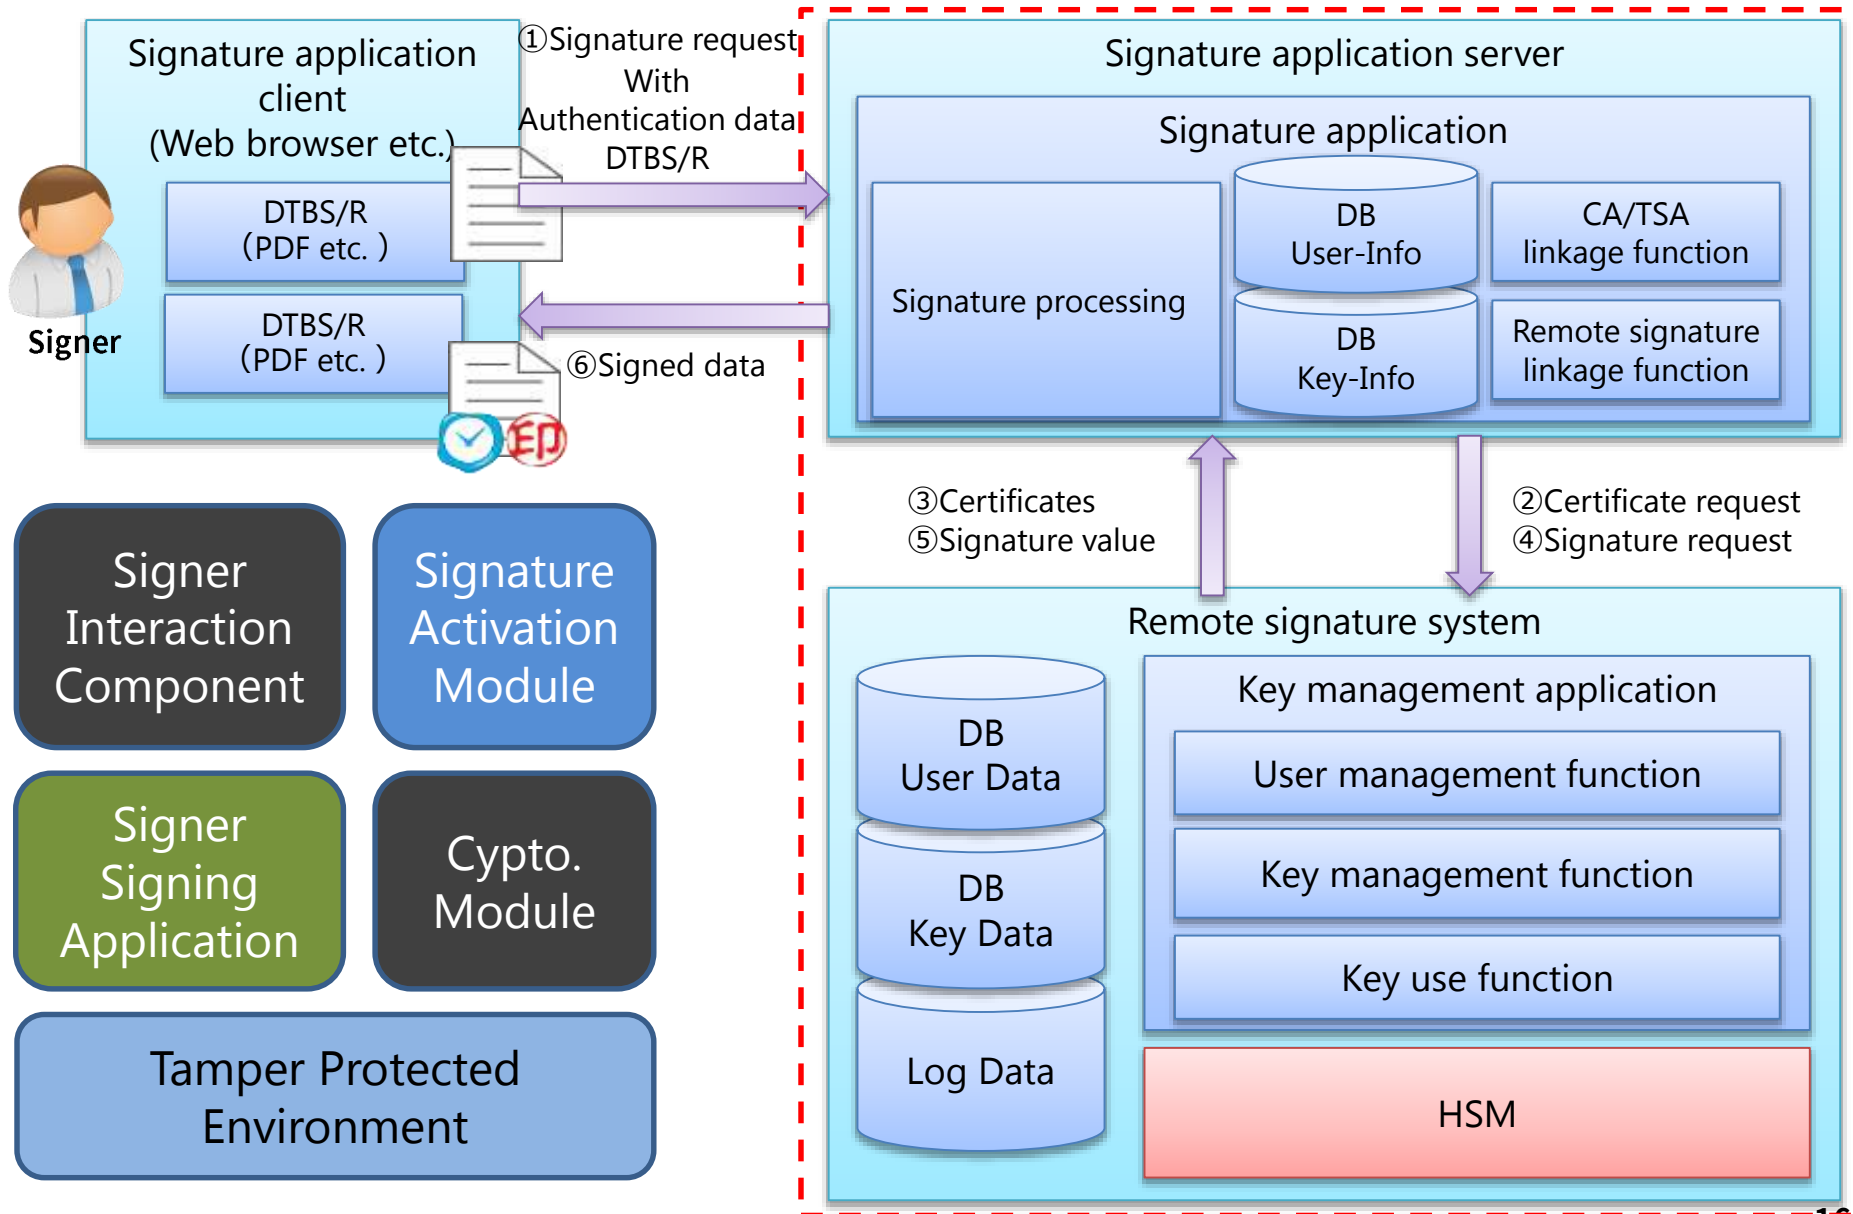 Signature application
client
(Web browser etc.)
DTBS/R
（PDF etc. ）
DTBS/R
（PDF etc. ）
Signer
①Signature request
With
Authentication data
DTBS/R
⑥Signed data
印
Signature application server
Signature application
Signature processing
DB
User-Info
DB
Key-Info
CA/TSA
linkage function
Remote signature
linkage function
③Certificates
⑤Signature value
②Certificate request
④Signature request
Remote signature system
DB
User Data
DB
Key Data
Log Data
Key management application
User management function
Key management function
Key use function
HSM
Signer
Interaction
Component
Signature
Activation
Module
Signer
Signing
Application
Cypto.
Module
Tamper Protected
Environment